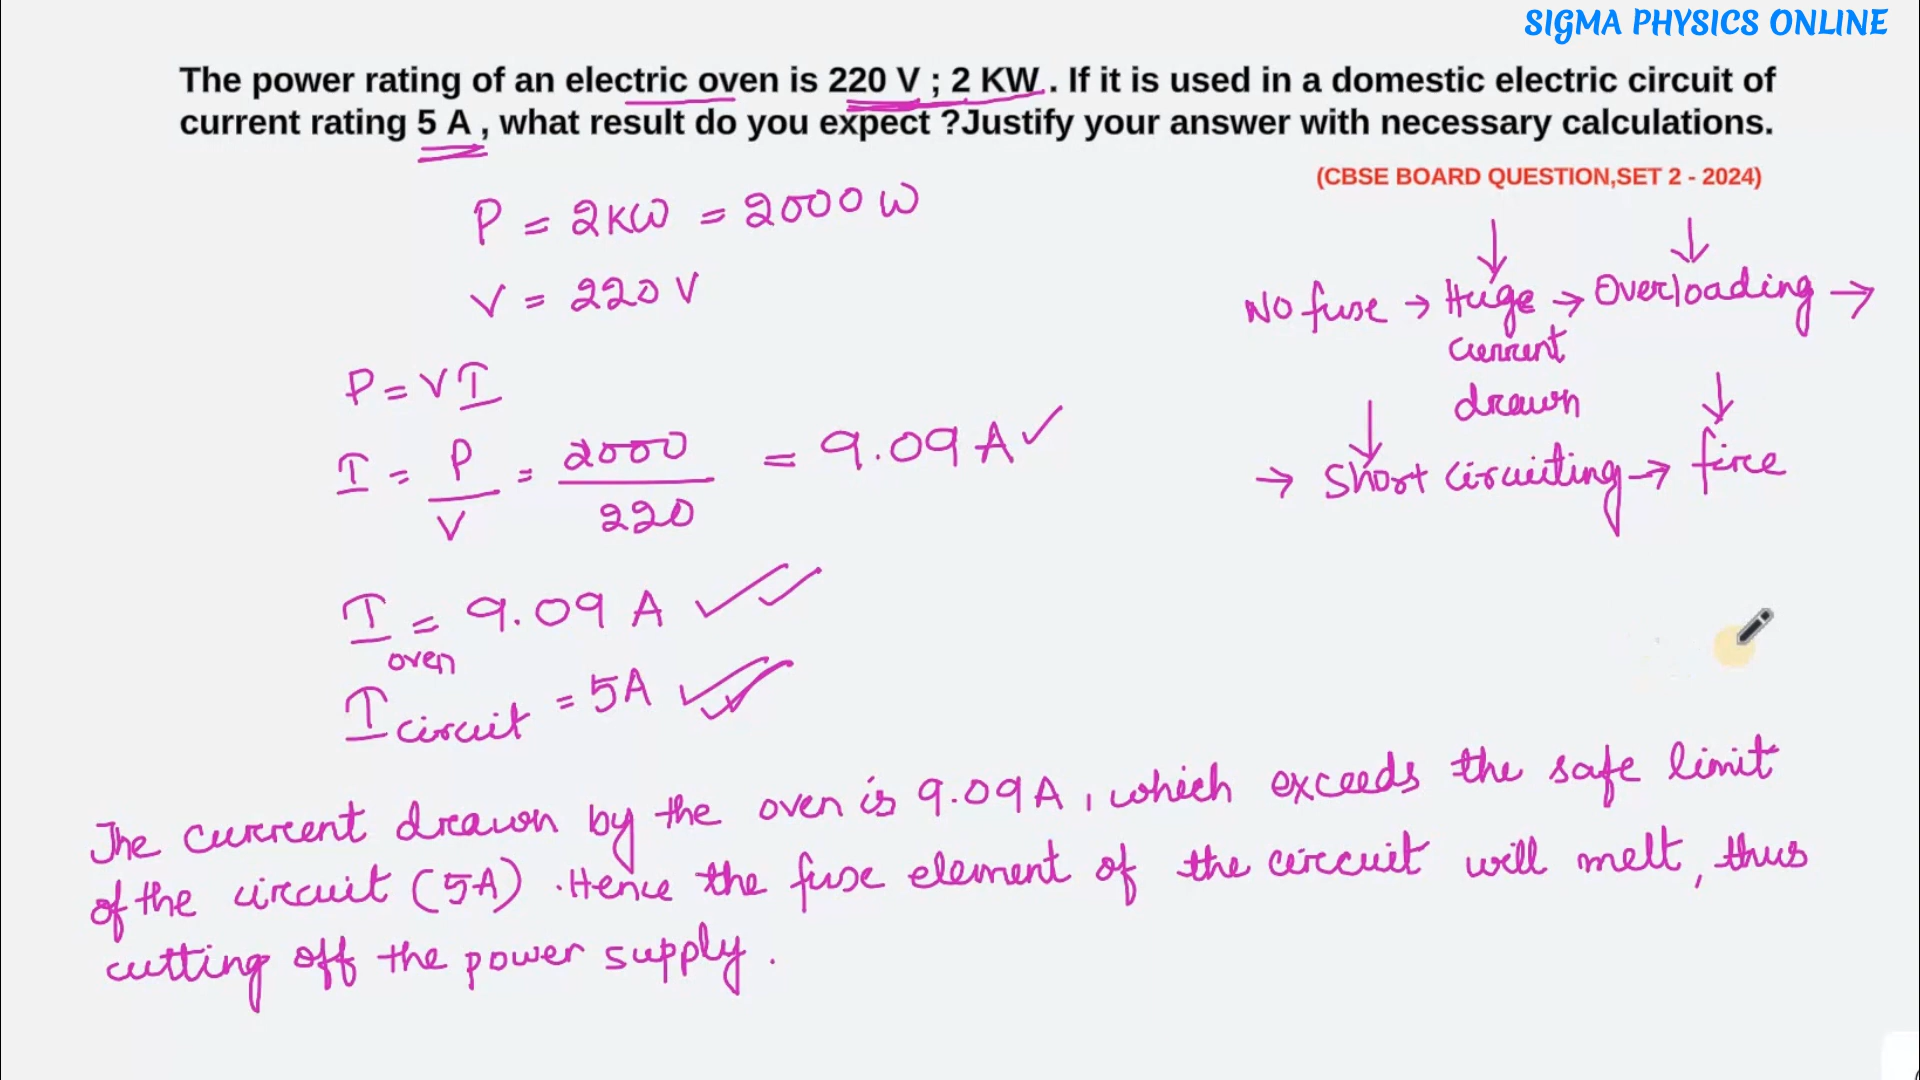 SIGMA PHYSICS ONLINE
The power rating of an electric oven is 220 V ; 2 KW . If it is used in a domestic electric circuit of
current rating 5 A , what result do you expect ?Justify your answer with necessary calculations.
(CBSE BOARD QUESTION,SET 2 - 2024)
P = 2KW = 2000 W
V = 220 V
P = VI
I = P/V = 2000/220 = 9.09 A ✓
I oven = 9.09 A ✓✓
I circuit = 5A ✓✓
No fuse → Huge → Overloading →
current
drawn
→ Short circuiting → fire
The current drawn by the oven is 9.09A, which exceeds the safe limit
of the circuit (5A). Hence the fuse element of the circuit will melt, thus
cutting off the power supply.